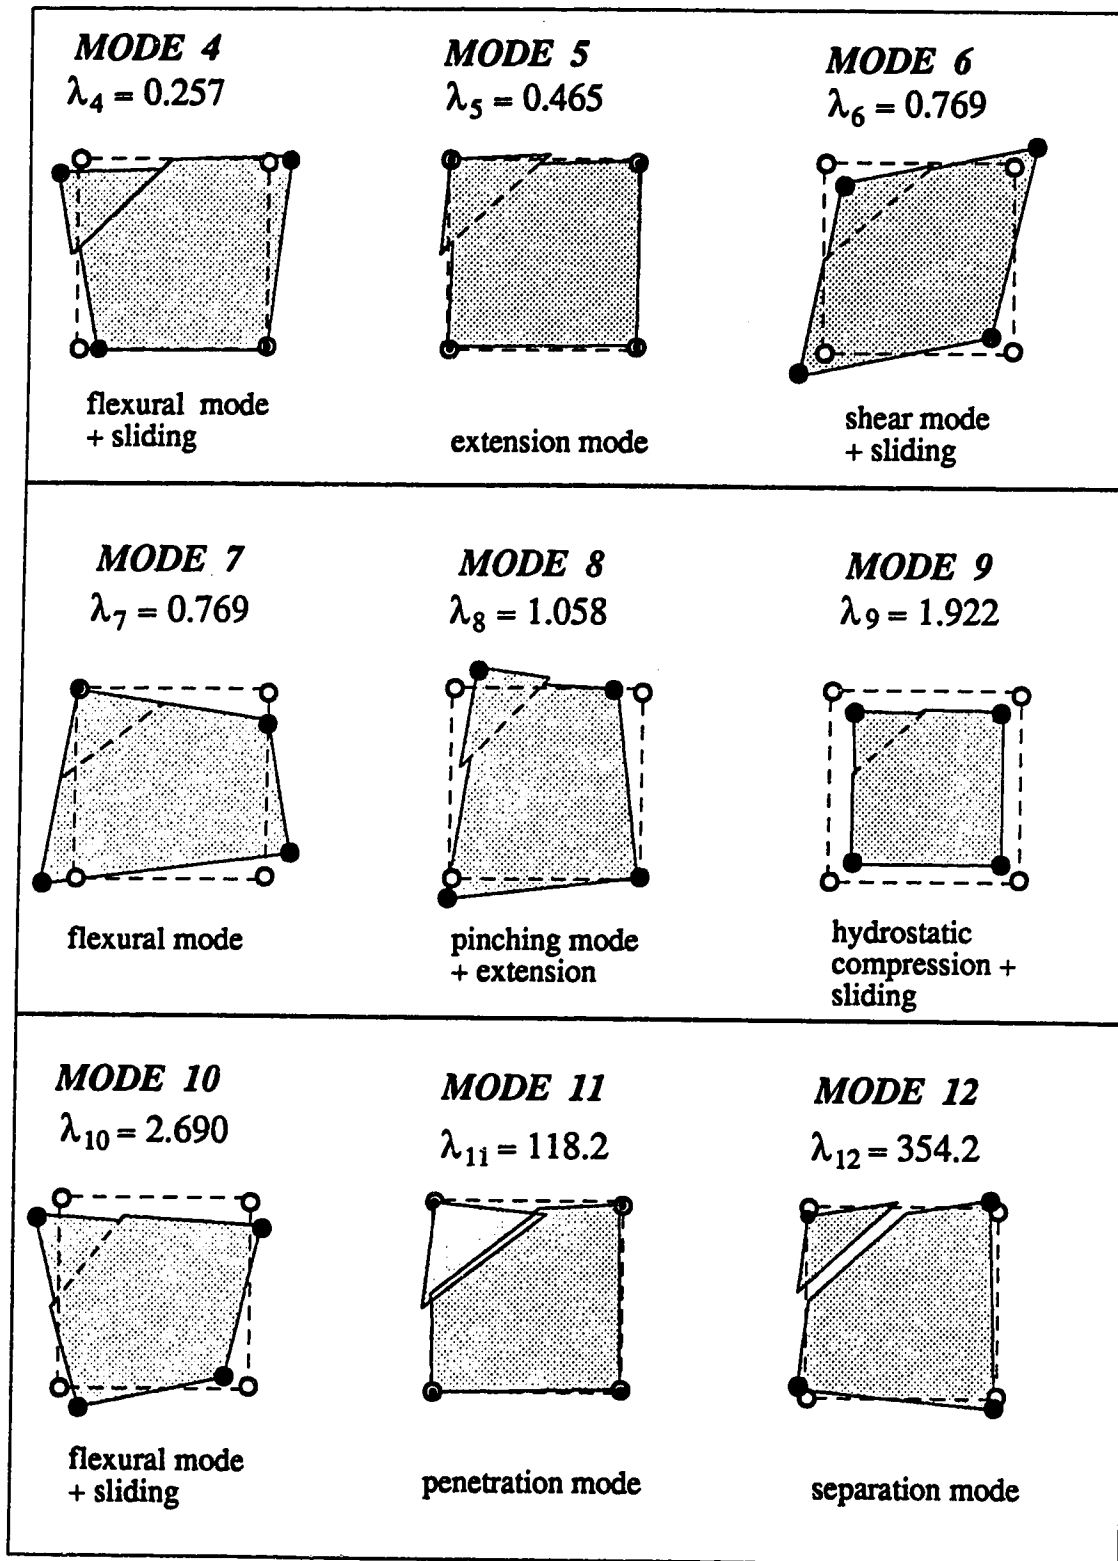 MODE 4
λ4 = 0.257
flexural mode
+ sliding
MODE 5
λ5 = 0.465
extension mode
MODE 6
λ6 = 0.769
shear mode
+ sliding
MODE 7
λ7 = 0.769
flexural mode
MODE 8
λ8 = 1.058
pinching mode
+ extension
MODE 9
λ9 = 1.922
hydrostatic
compression +
sliding
MODE 10
λ10 = 2.690
flexural mode
+ sliding
MODE 11
λ11 = 118.2
penetration mode
MODE 12
λ12 = 354.2
separation mode